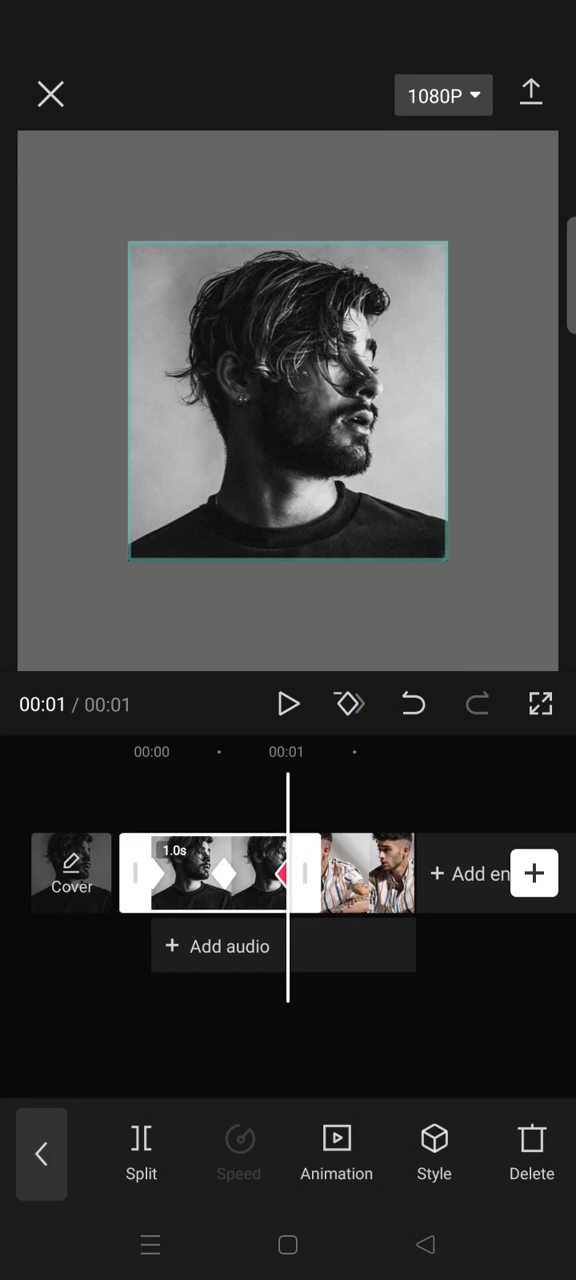 1080P
00:01 / 00:01
00:00
00:01
1.0s
Cover
+ Add en
+ Add audio
Split
Speed
Animation
Style
Delete